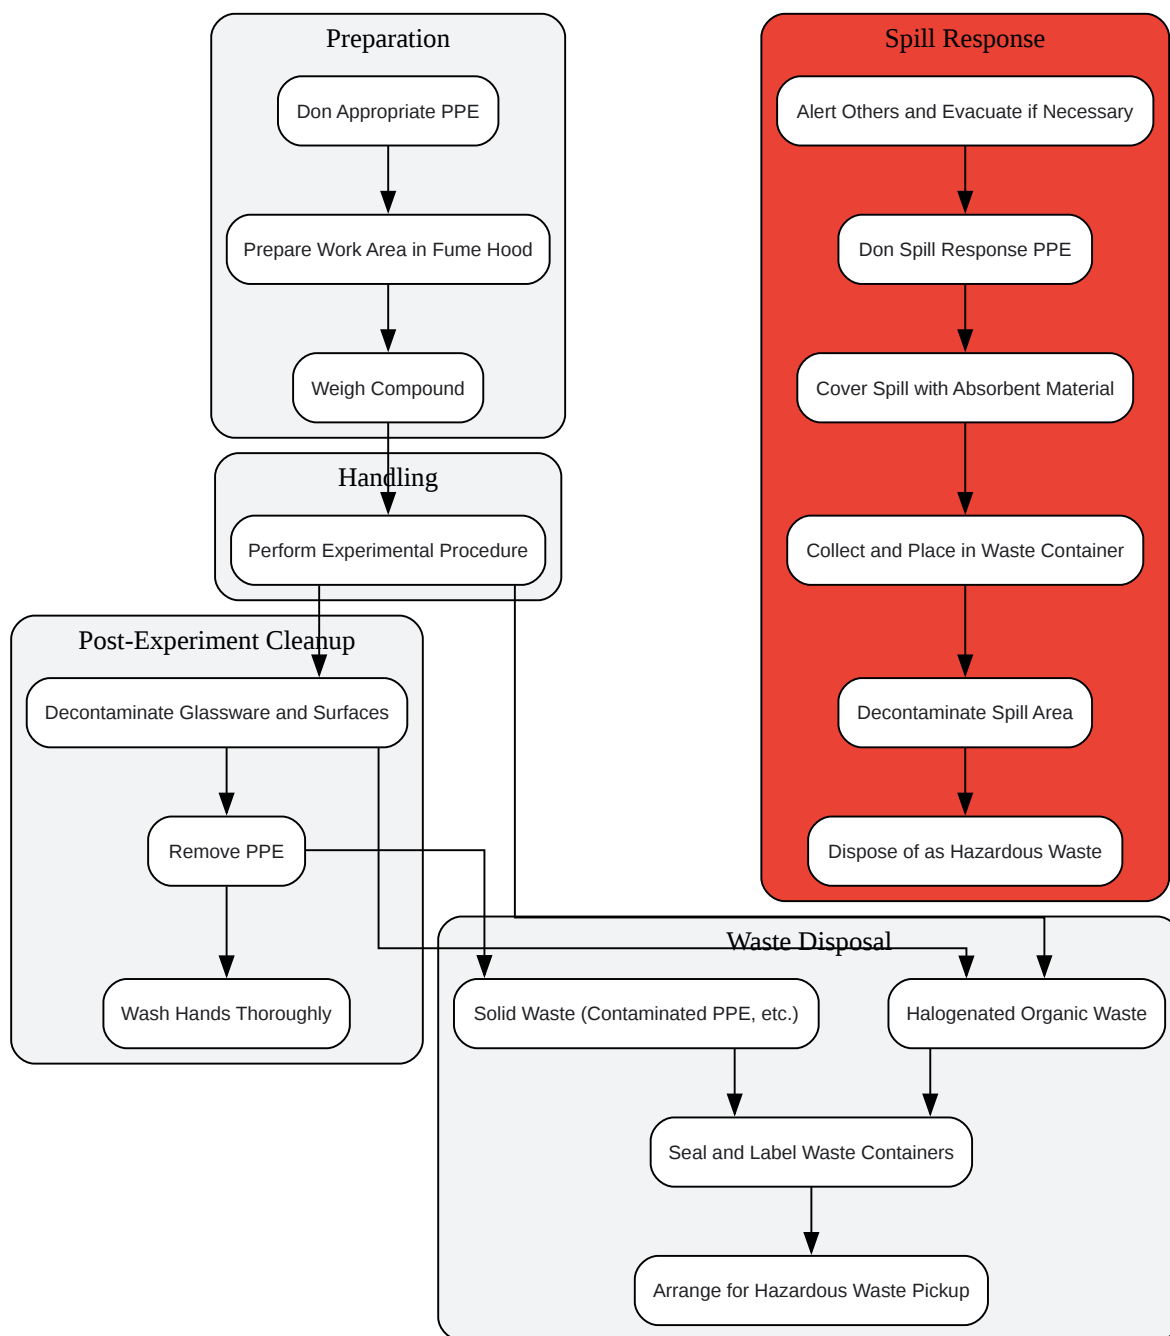 Preparation
Don Appropriate PPE
Prepare Work Area in Fume Hood
Weigh Compound
Handling
Perform Experimental Procedure
Post-Experiment Cleanup
Decontaminate Glassware and Surfaces
Remove PPE
Wash Hands Thoroughly
Spill Response
Alert Others and Evacuate if Necessary
Don Spill Response PPE
Cover Spill with Absorbent Material
Collect and Place in Waste Container
Decontaminate Spill Area
Dispose of as Hazardous Waste
Waste Disposal
Solid Waste (Contaminated PPE, etc.)
Halogenated Organic Waste
Seal and Label Waste Containers
Arrange for Hazardous Waste Pickup